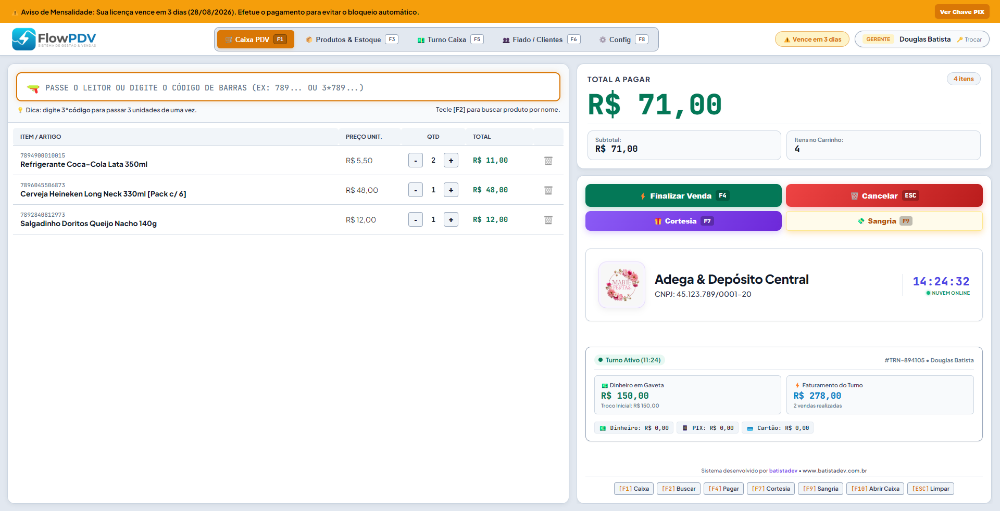 ⚠️ Aviso de Mensalidade: Sua licença vence em 3 dias (28/08/2026). Efetue o pagamento para evitar o bloqueio automático.
Ver Chave PIX
FlowPDV
SISTEMA DE GESTÃO & VENDAS
Caixa PDV F1
Produtos & Estoque F3
Turno Caixa F5
Fiado / Clientes F6
Config F8
⚠️ Vence em 3 dias
GERENTE Douglas Batista Trocar
PASSE O LEITOR OU DIGITE O CÓDIGO DE BARRAS (EX: 789... OU 3*789...)
Dica: digite 3*código para passar 3 unidades de uma vez.
Tecle [F2] para buscar produto por nome.
ITEM / ARTIGO PREÇO UNIT. QTD TOTAL
7894900010015
Refrigerante Coca-Cola Lata 350ml
R$ 5,50 - 2 + R$ 11,00
7896045506873
Cerveja Heineken Long Neck 330ml [Pack c/ 6]
R$ 48,00 - 1 + R$ 48,00
7892840812973
Salgadinho Doritos Queijo Nacho 140g
R$ 12,00 - 1 + R$ 12,00
TOTAL A PAGAR
4 itens
R$ 71,00
Subtotal:
R$ 71,00
Itens no Carrinho:
4
Finalizar Venda F4
Cancelar ESC
Cortesia F7
Sangria F9
MABIE
FESTAS.
Adega & Depósito Central
CNPJ: 45.123.789/0001-20
14:24:32
NUVEM ONLINE
Turno Ativo (11:24)
#TRN-894105 • Douglas Batista
Dinheiro em Gaveta
R$ 150,00
Troco Inicial: R$ 150,00
Faturamento do Turno
R$ 278,00
2 vendas realizadas
Dinheiro: R$ 0,00
PIX: R$ 0,00
Cartão: R$ 0,00
Sistema desenvolvido por batistadev • www.batistadev.com.br
[F1] Caixa
[F2] Buscar
[F4] Pagar
[F7] Cortesia
[F9] Sangria
[F10] Abrir Caixa
[ESC] Limpar